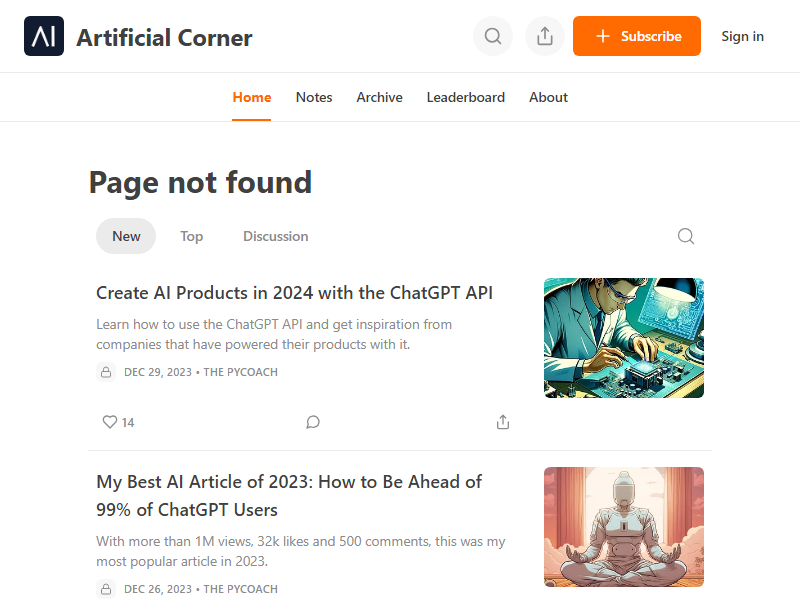 AI Artificial Corner
Subscribe
Sign in
Home Notes Archive Leaderboard About
Page not found
New Top Discussion
Create AI Products in 2024 with the ChatGPT API
Learn how to use the ChatGPT API and get inspiration from
companies that have powered their products with it.
DEC 29, 2023 • THE PYCOACH
14
My Best AI Article of 2023: How to Be Ahead of
99% of ChatGPT Users
With more than 1M views, 32k likes and 500 comments, this was my
most popular article in 2023.
DEC 26, 2023 • THE PYCOACH